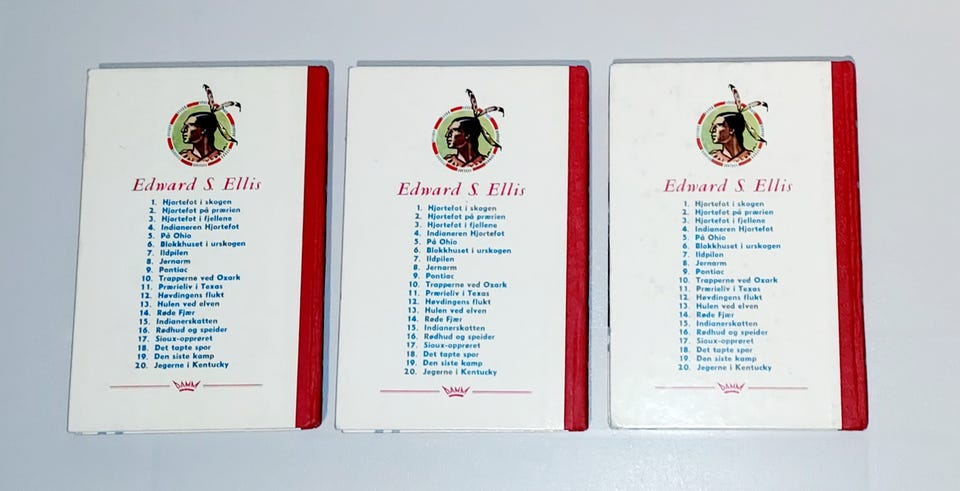 Edward S. Ellis
1. Hjortefot i skogen
2. Hjortefot på prærien
3. Hjortefot i fjellene
4. Indianeren Hjortefot
5. På Ohio
6. Blokkhuset i urskogen
7. Ildpilen
8. Jernarm
9. Pontiac
10. Trapperne ved Ozark
11. Prærieliv i Texas
12. Høvdingens flukt
13. Hulen ved elven
14. Røde Fjær
15. Indianerskatten
16. Rødhud og speider
17. Sioux-opprøret
18. Det tapte spor
19. Den siste kamp
20. Jegerne i Kentucky
DAMM
Edward S. Ellis
1. Hjortefot i skogen
2. Hjortefot på prærien
3. Hjortefot i fjellene
4. Indianeren Hjortefot
5. På Ohio
6. Blokkhuset i urskogen
7. Ildpilen
8. Jernarm
9. Pontiac
10. Trapperne ved Ozark
11. Prærieliv i Texas
12. Høvdingens flukt
13. Hulen ved elven
14. Røde Fjær
15. Indianerskatten
16. Rødhud og speider
17. Sioux-opprøret
18. Det tapte spor
19. Den siste kamp
20. Jegerne i Kentucky
DAMM
Edward S. Ellis
1. Hjortefot i skogen
2. Hjortefot på prærien
3. Hjortefot i fjellene
4. Indianeren Hjortefot
5. På Ohio
6. Blokkhuset i urskogen
7. Ildpilen
8. Jernarm
9. Pontiac
10. Trapperne ved Ozark
11. Prærieliv i Texas
12. Høvdingens flukt
13. Hulen ved elven
14. Røde Fjær
15. Indianerskatten
16. Rødhud og speider
17. Sioux-opprøret
18. Det tapte spor
19. Den siste kamp
20. Jegerne i Kentucky
DAMM